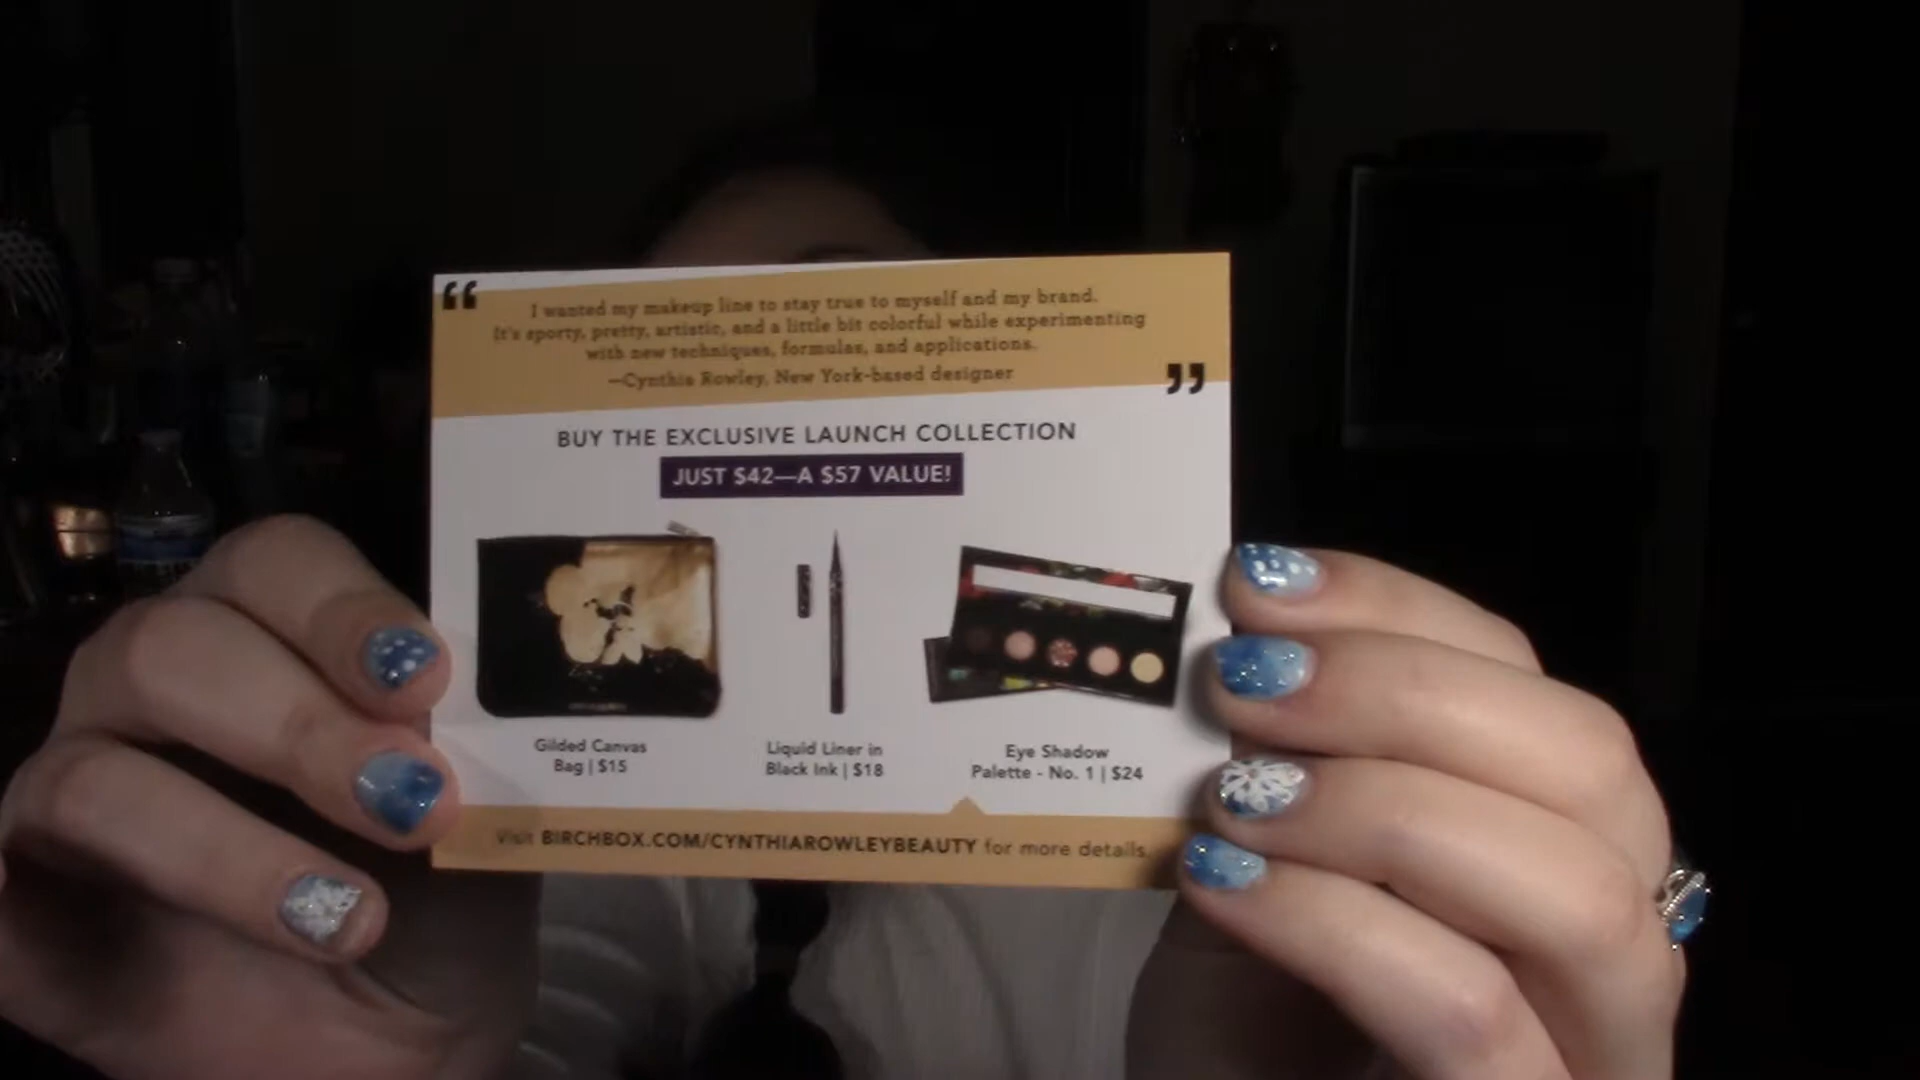 “
I wanted my makeup line to stay true to myself and my brand.
It's sporty, pretty, artistic, and a little bit colorful while experimenting
with new techniques, formulas, and applications.
—Cynthia Rowley, New York-based designer
”
BUY THE EXCLUSIVE LAUNCH COLLECTION
JUST $42—A $57 VALUE!
Gilded Canvas
Bag | $15
Liquid Liner in
Black Ink | $18
Eye Shadow
Palette - No. 1 | $24
Visit BIRCHBOX.COM/CYNTHIAROWLEYBEAUTY for more details.